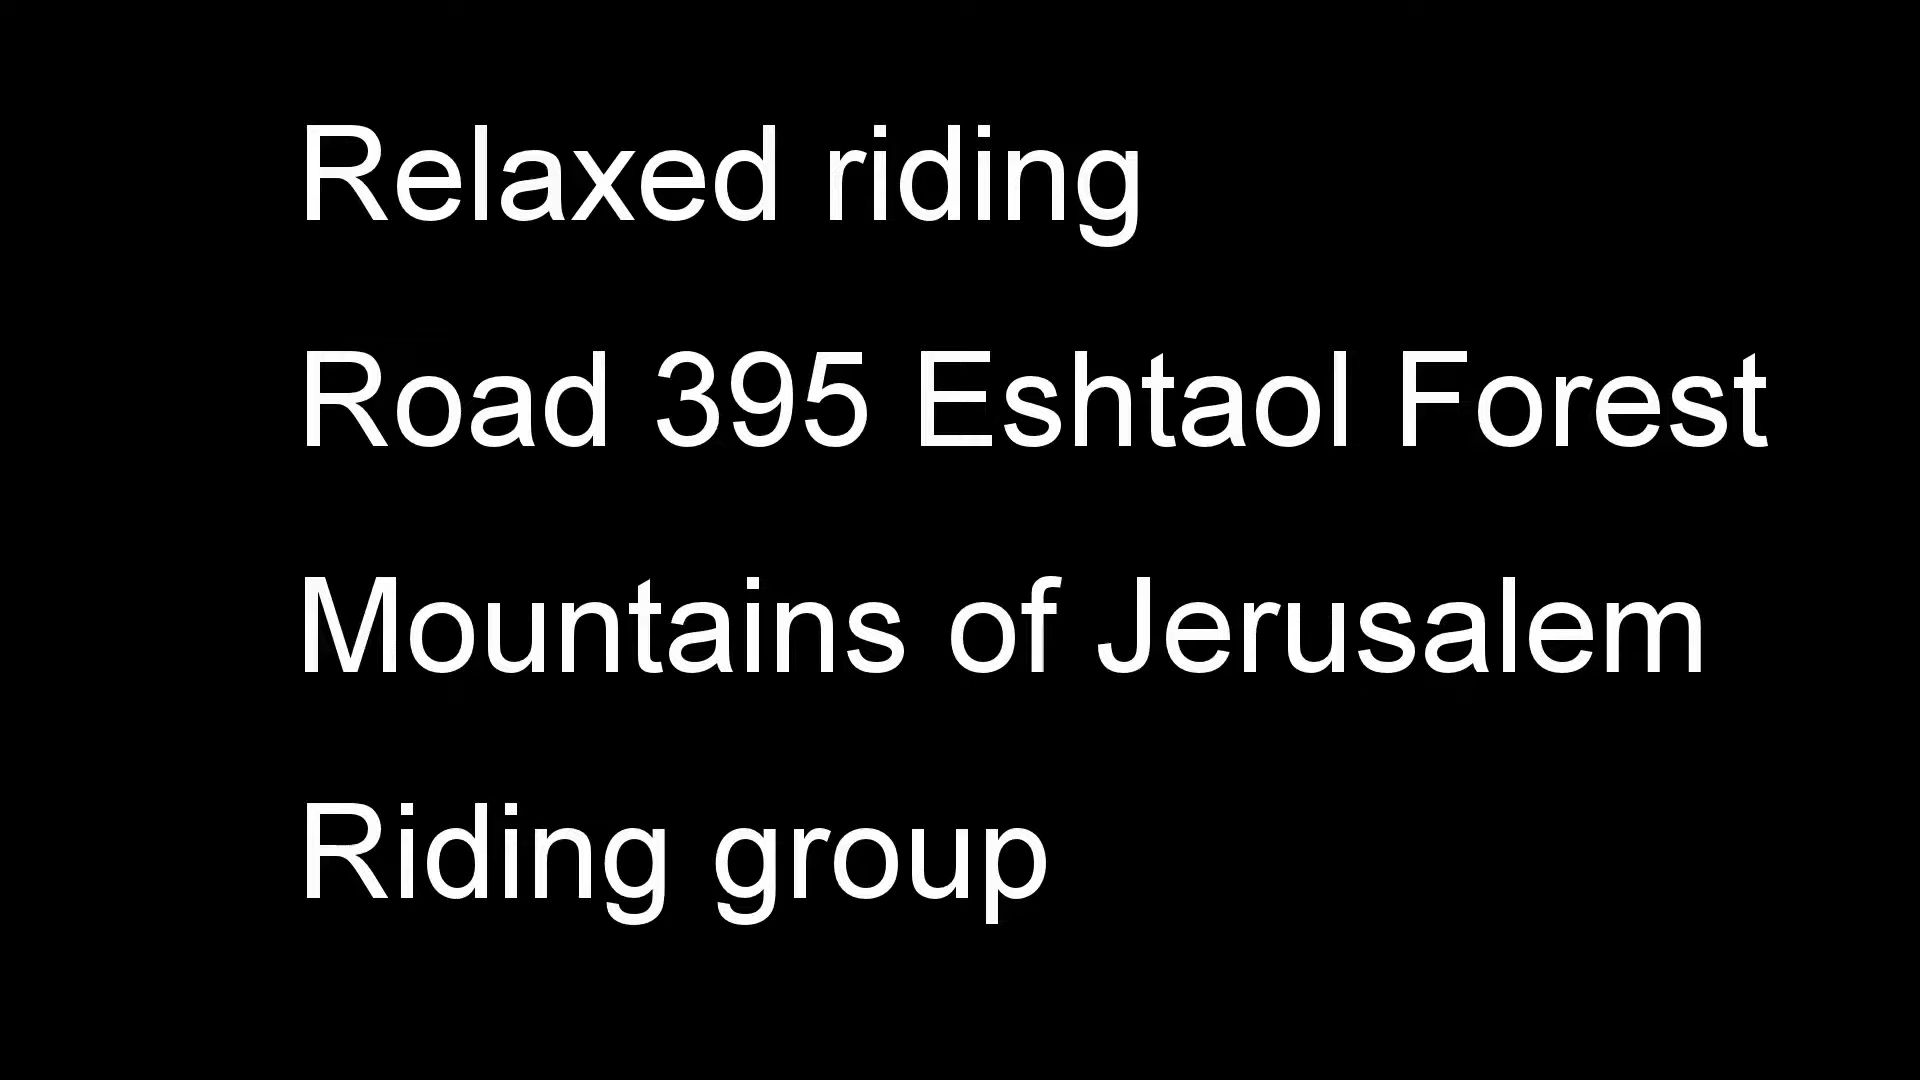 Relaxed riding
Road 395 Eshtaol Forest
Mountains of Jerusalem
Riding group